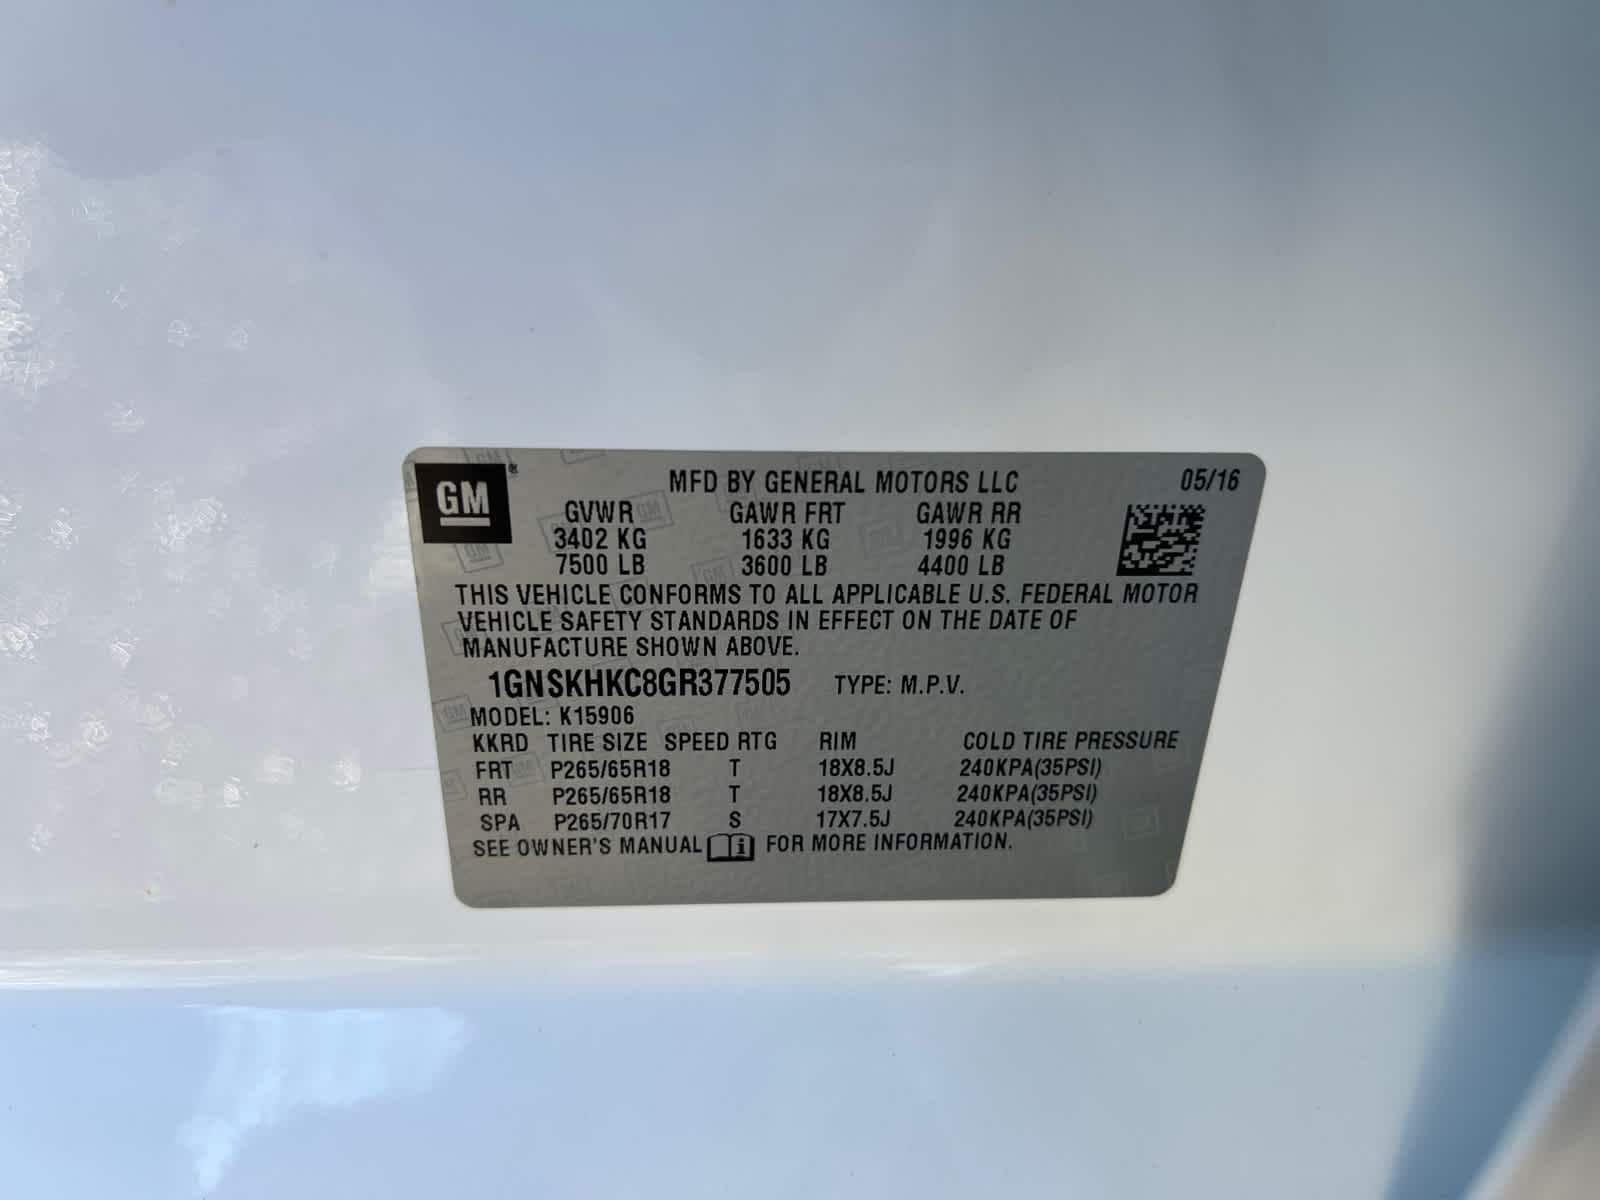 GM
MFD BY GENERAL MOTORS LLC 05/16
GVWR GAWR FRT GAWR RR
3402 KG 1633 KG 1996 KG
7500 LB 3600 LB 4400 LB
THIS VEHICLE CONFORMS TO ALL APPLICABLE U.S. FEDERAL MOTOR
VEHICLE SAFETY STANDARDS IN EFFECT ON THE DATE OF
MANUFACTURE SHOWN ABOVE.
1GNSKHKC8GR377505 TYPE: M.P.V.
MODEL: K15906
KKRD TIRE SIZE SPEED RTG RIM COLD TIRE PRESSURE
FRT P265/65R18 T 18X8.5J 240KPA(35PSI)
RR P265/65R18 T 18X8.5J 240KPA(35PSI)
SPA P265/70R17 S 17X7.5J 240KPA(35PSI)
SEE OWNER'S MANUAL i FOR MORE INFORMATION.